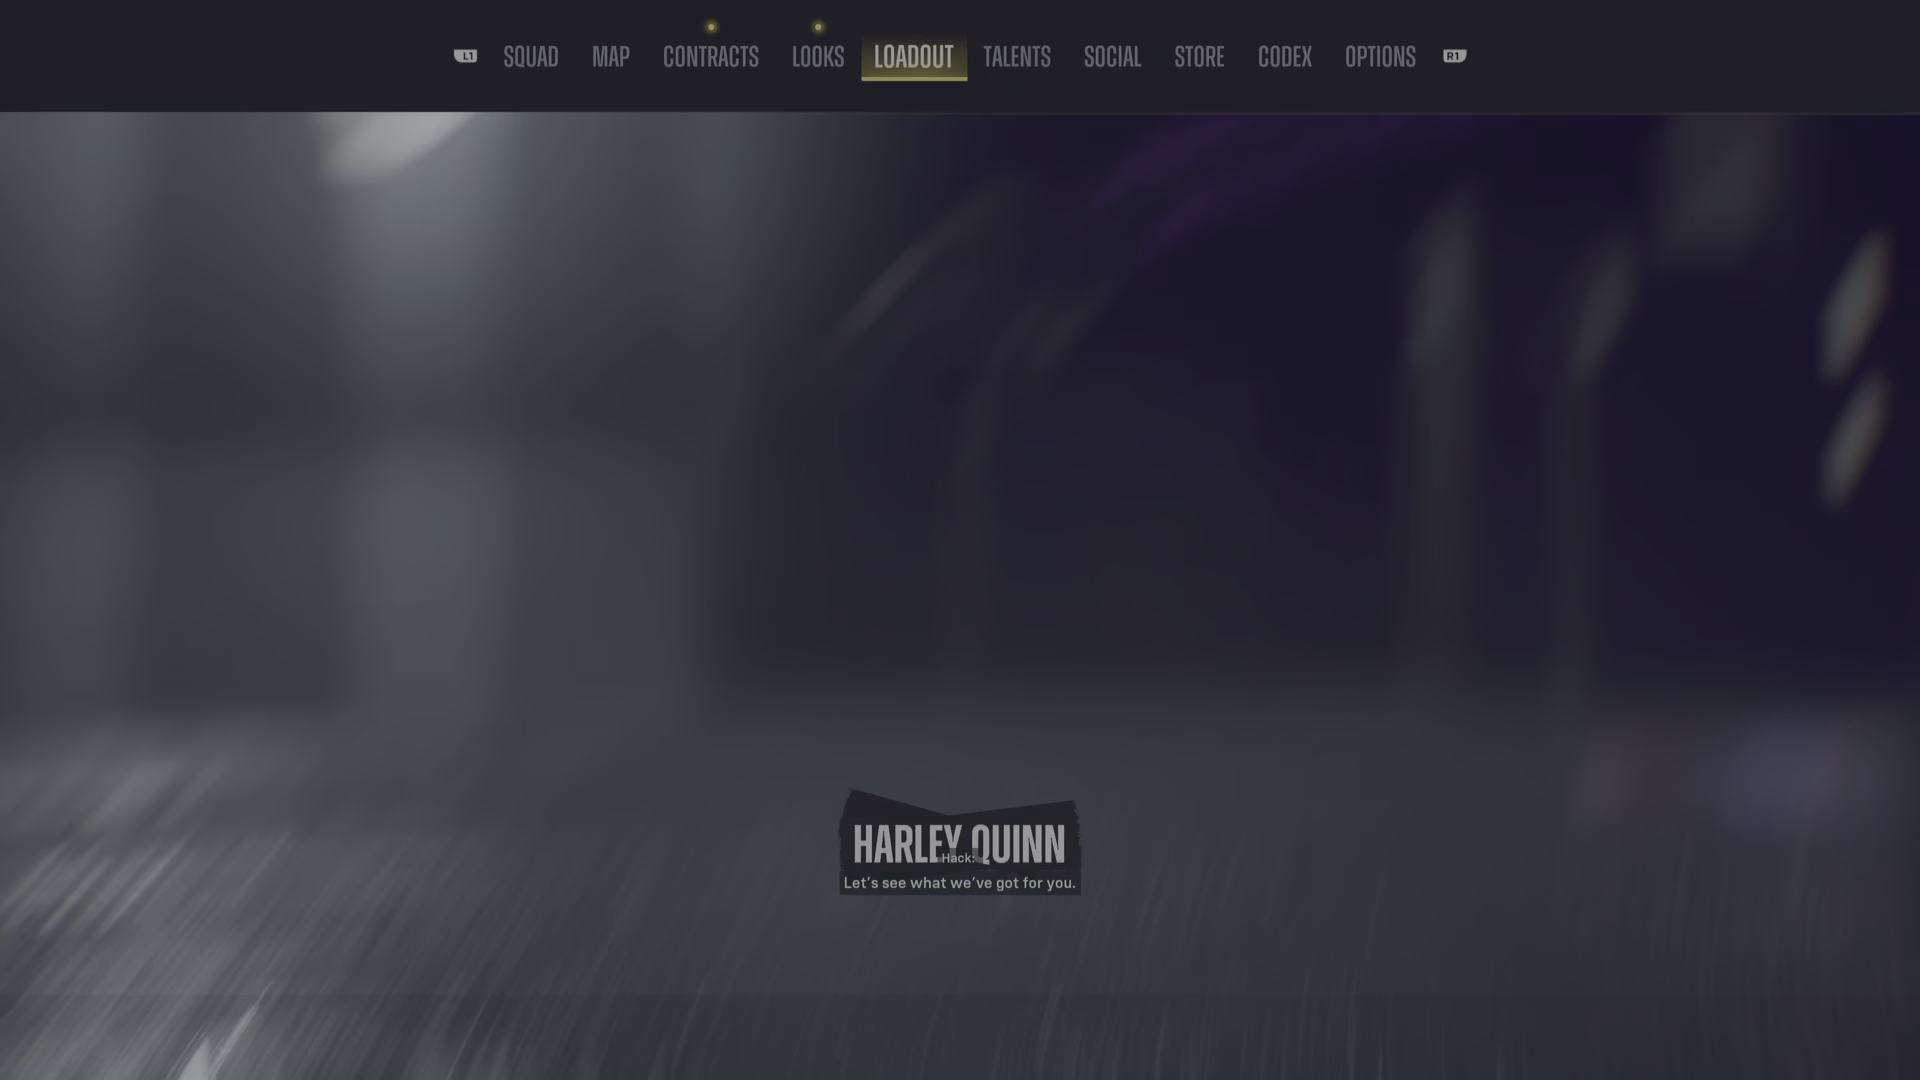 L1 SQUAD MAP CONTRACTS LOOKS LOADOUT TALENTS SOCIAL STORE CODEX OPTIONS R1
HARLEY QUINN
Hack:
Let's see what we've got for you.